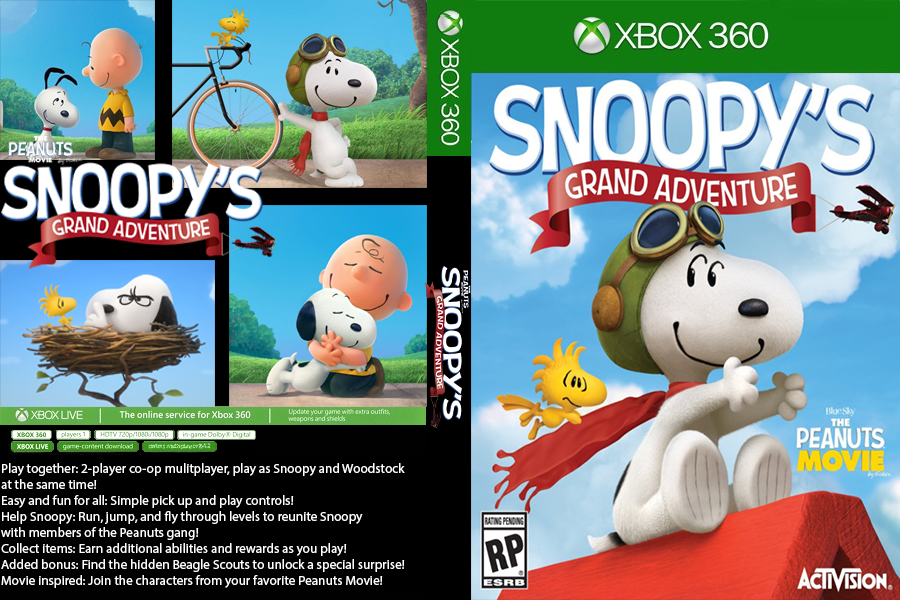 THE
PEANUTS
MOVIE
SNOOPY'S
GRAND ADVENTURE
XBOX LIVE
The online service for Xbox 360
Update your game with extra outfits,
weapons and shields
XBOX 360
players 1
HDTV 720p/1080i/1080p
in-game Dolby® Digital
XBOX LIVE
game-content download
Play together: 2-player co-op mulitplayer, play as Snoopy and Woodstock
at the same time!
Easy and fun for all: Simple pick up and play controls!
Help Snoopy: Run, jump, and fly through levels to reunite Snoopy
with members of the Peanuts gang!
Collect items: Earn additional abilities and rewards as you play!
Added bonus: Find the hidden Beagle Scouts to unlock a special surprise!
Movie inspired: Join the characters from your favorite Peanuts Movie!
XBOX 360
PEANUTS
SNOOPY'S
GRAND ADVENTURE
XBOX 360
SNOOPY'S
GRAND ADVENTURE
Blue Sky
THE
PEANUTS
MOVIE
by Schulz
RATING PENDING
RP
ESRB
ACTIVISION.